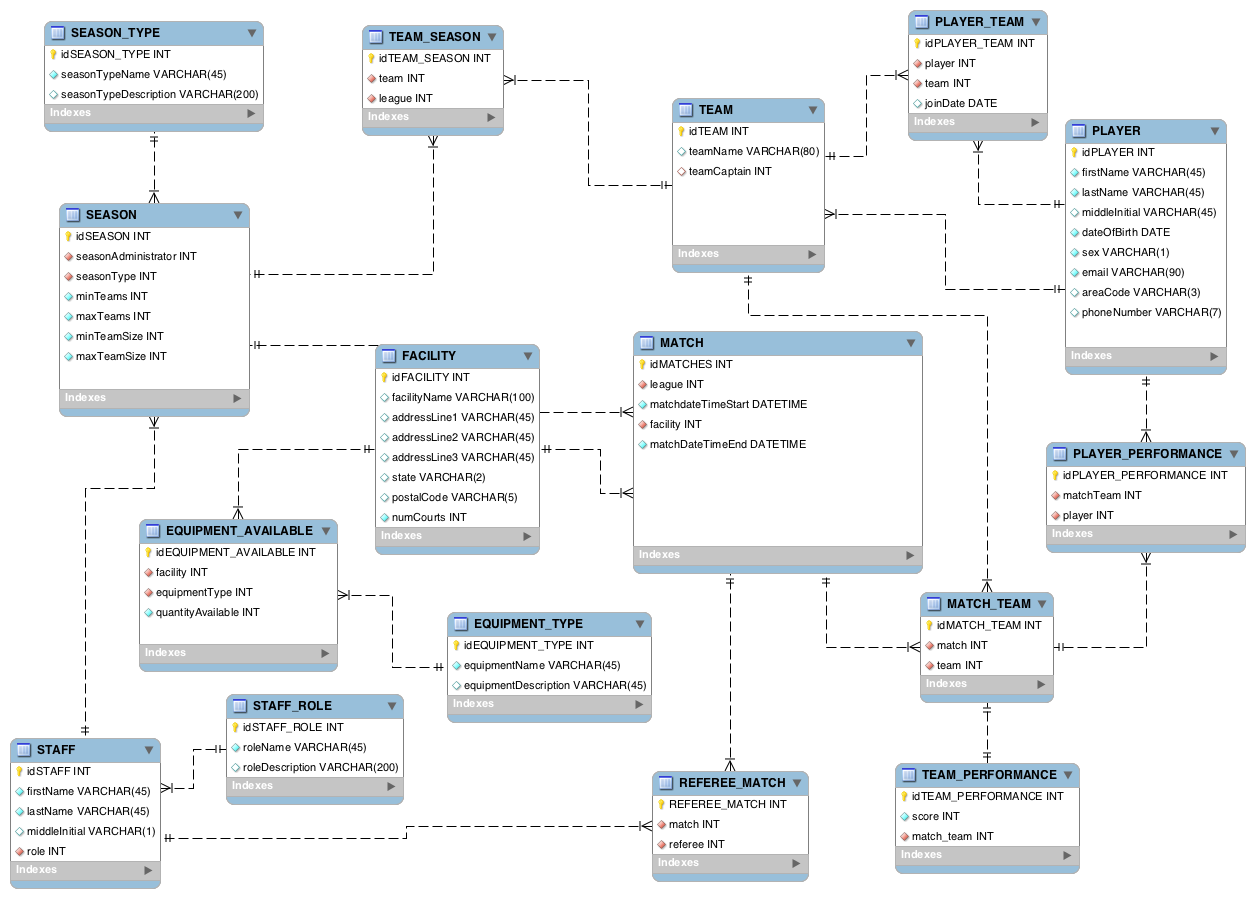 SEASON_TYPE
idSEASON_TYPE INT
seasonTypeName VARCHAR(45)
seasonTypeDescription VARCHAR(200)
Indexes
TEAM_SEASON
idTEAM_SEASON INT
team INT
league INT
Indexes
TEAM
idTEAM INT
teamName VARCHAR(80)
teamCaptain INT
Indexes
PLAYER_TEAM
idPLAYER_TEAM INT
player INT
team INT
joinDate DATE
Indexes
PLAYER
idPLAYER INT
firstName VARCHAR(45)
lastName VARCHAR(45)
middleInitial VARCHAR(45)
dateOfBirth DATE
sex VARCHAR(1)
email VARCHAR(90)
areaCode VARCHAR(3)
phoneNumber VARCHAR(7)
Indexes
SEASON
idSEASON INT
seasonAdministrator INT
seasonType INT
minTeams INT
maxTeams INT
minTeamSize INT
maxTeamSize INT
Indexes
FACILITY
idFACILITY INT
facilityName VARCHAR(100)
addressLine1 VARCHAR(45)
addressLine2 VARCHAR(45)
addressLine3 VARCHAR(45)
state VARCHAR(2)
postalCode VARCHAR(5)
numCourts INT
Indexes
MATCH
idMATCHES INT
league INT
matchdateTimeStart DATETIME
facility INT
matchDateTimeEnd DATETIME
Indexes
PLAYER_PERFORMANCE
idPLAYER_PERFORMANCE INT
matchTeam INT
player INT
Indexes
EQUIPMENT_AVAILABLE
idEQUIPMENT_AVAILABLE INT
facility INT
equipmentType INT
quantityAvailable INT
Indexes
EQUIPMENT_TYPE
idEQUIPMENT_TYPE INT
equipmentName VARCHAR(45)
equipmentDescription VARCHAR(45)
Indexes
MATCH_TEAM
idMATCH_TEAM INT
match INT
team INT
Indexes
STAFF_ROLE
idSTAFF_ROLE INT
roleName VARCHAR(45)
roleDescription VARCHAR(200)
Indexes
STAFF
idSTAFF INT
firstName VARCHAR(45)
lastName VARCHAR(45)
middleInitial VARCHAR(1)
role INT
Indexes
REFEREE_MATCH
REFEREE_MATCH INT
match INT
referee INT
Indexes
TEAM_PERFORMANCE
idTEAM_PERFORMANCE INT
score INT
match_team INT
Indexes